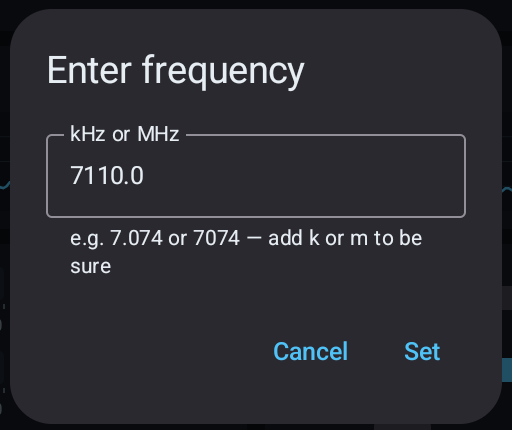 Enter frequency
kHz or MHz
7110.0
e.g. 7.074 or 7074 — add k or m to be
sure
Cancel Set